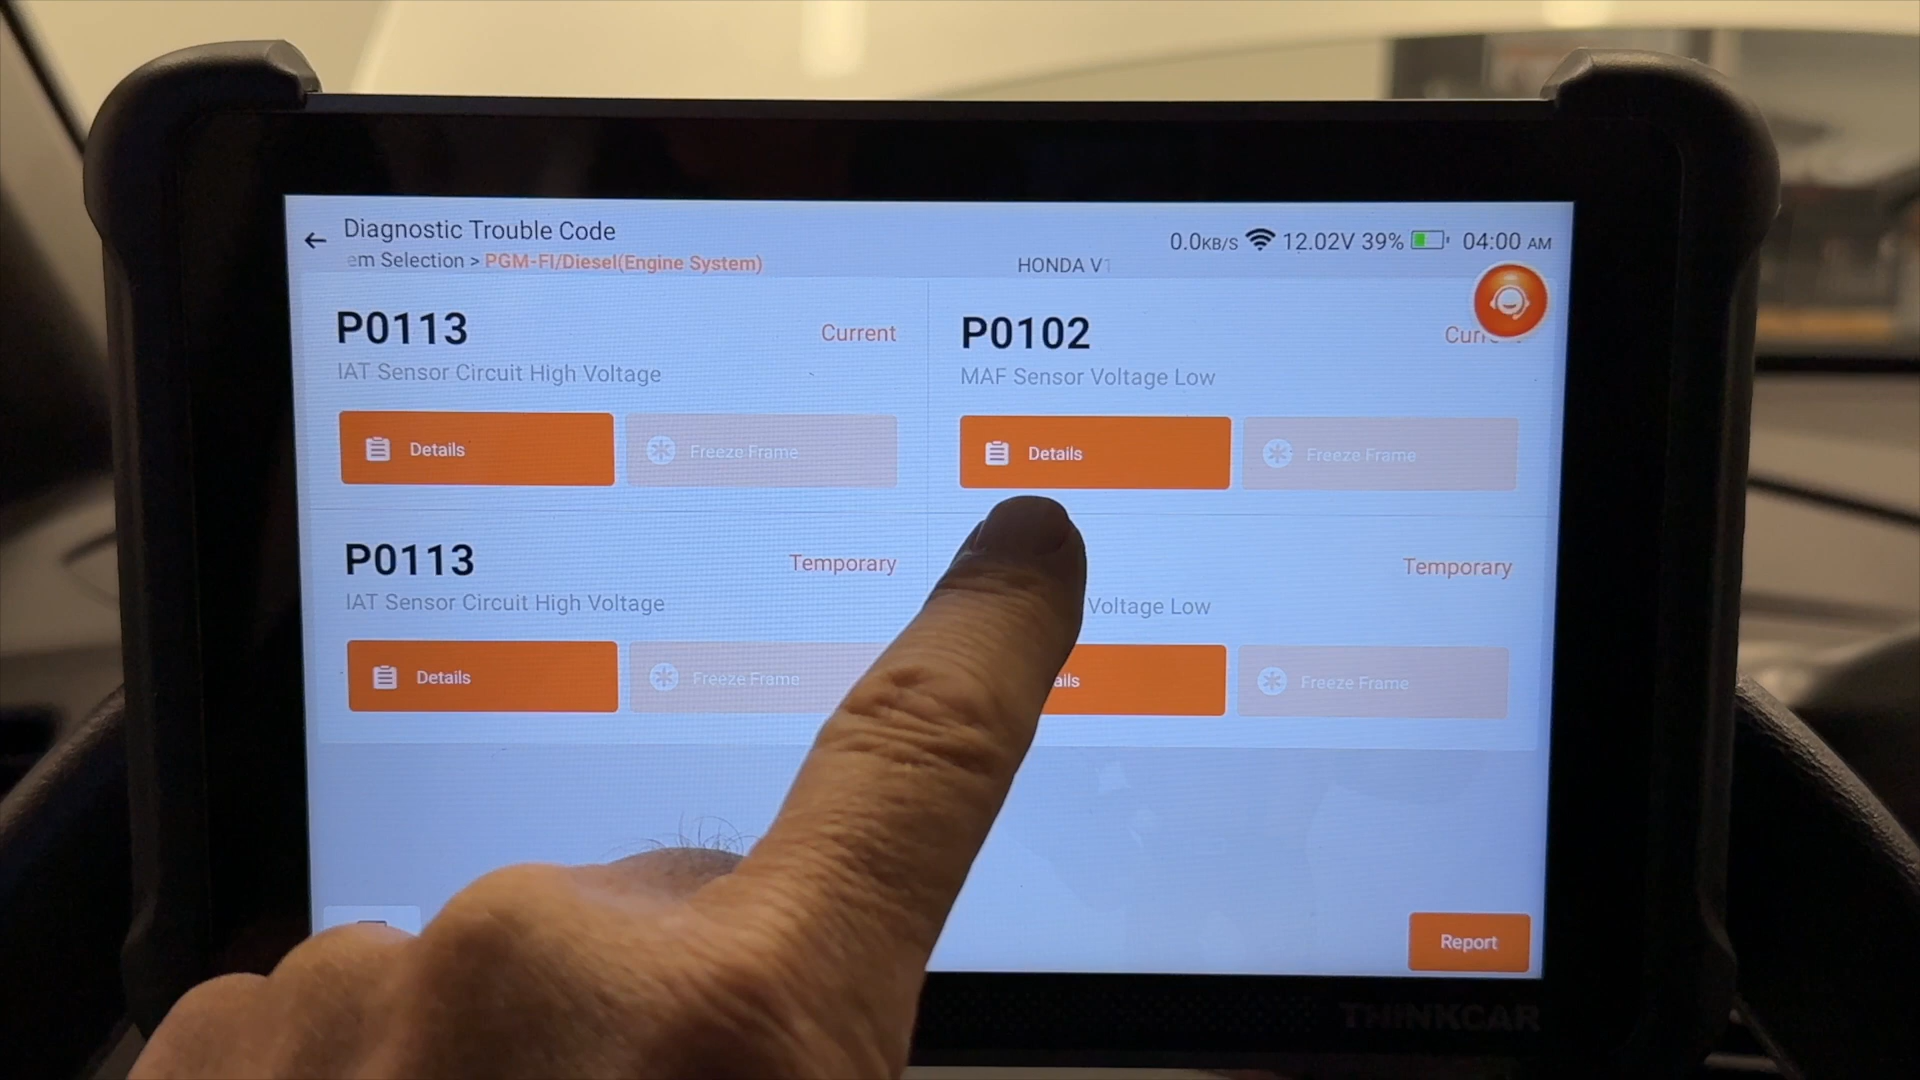 Diagnostic Trouble Code
0.0KB/S 12.02V 39% 04:00 AM
em Selection > PGM-FI/Diesel(Engine System)
HONDA V1
P0113 Current
IAT Sensor Circuit High Voltage
Details Freeze Frame
P0102
MAF Sensor Voltage Low
Details Freeze Frame
P0113 Temporary
IAT Sensor Circuit High Voltage
Details Freeze Frame
Temporary
Voltage Low
ails Freeze Frame
Report
THINKCAR